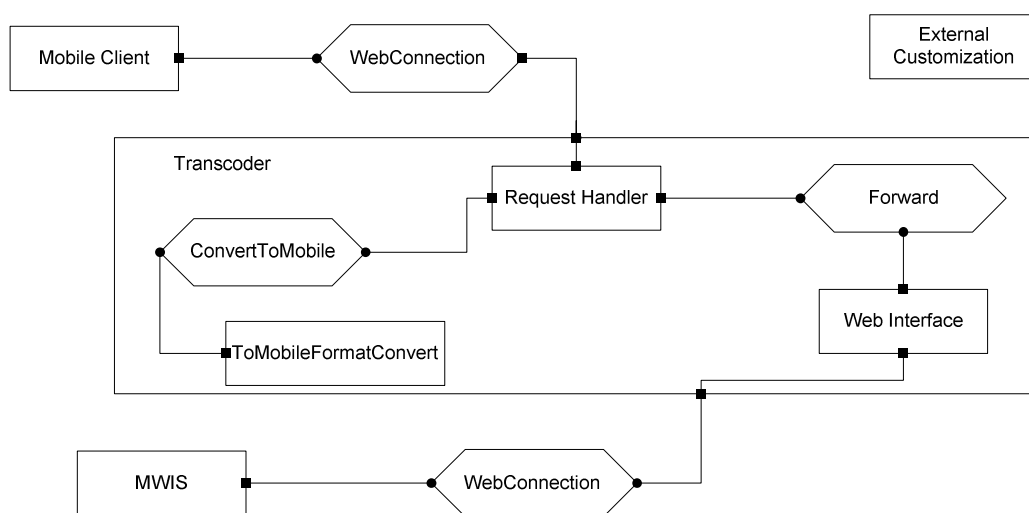 Mobile Client
WebConnection
External
Customization
Transcoder
Request Handler
Forward
ConvertToMobile
Web Interface
ToMobileFormatConvert
MWIS
WebConnection